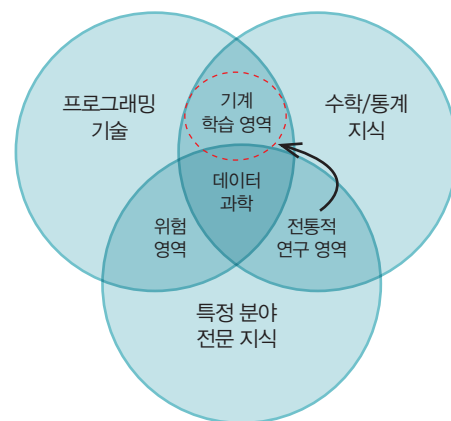 프로그래밍
기술
기계
학습 영역
수학/통계
지식
데이터
과학
위험
영역
전통적
연구 영역
특정 분야
전문 지식